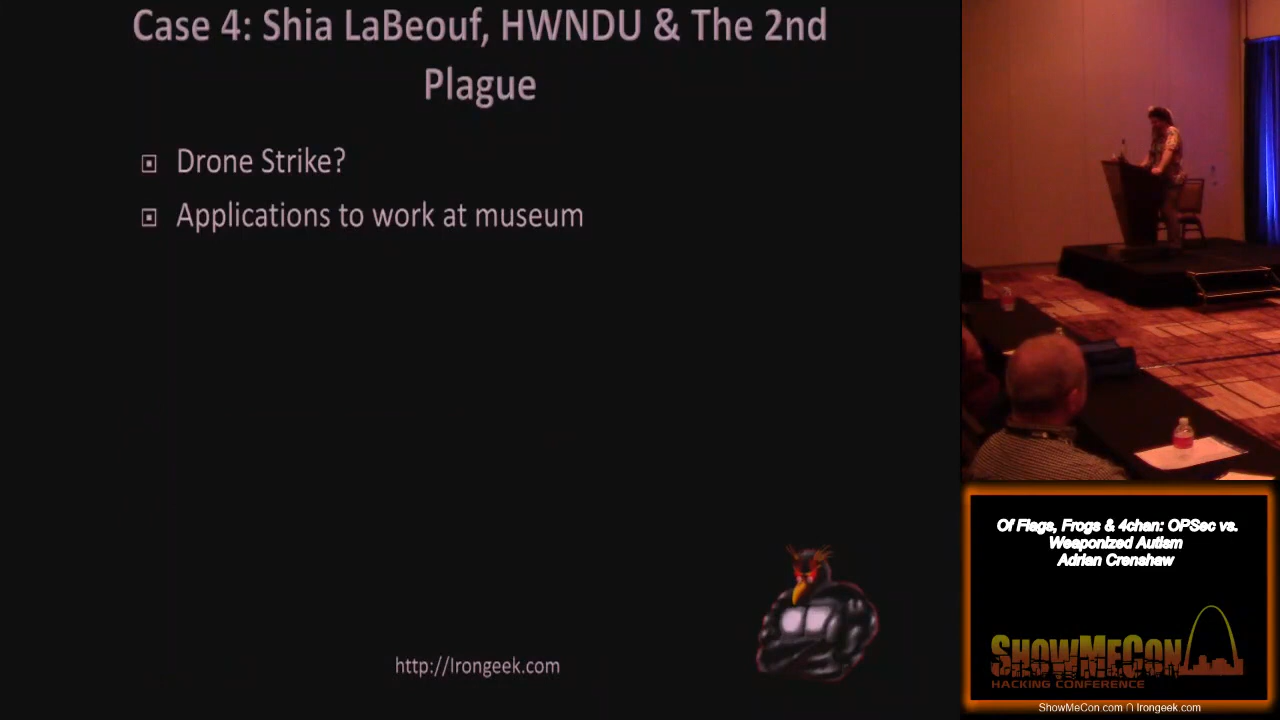 Case 4: Shia LaBeouf, HWNDU & The 2nd
Plague
Drone Strike?
Applications to work at museum
http://Irongeek.com
Of Flags, Frogs & 4chan: OPSec vs.
Weaponized Autism
Adrian Crenshaw
SHOWMECON
HACKING CONFERENCE
ShowMeCon.com ∩ Irongeek.com